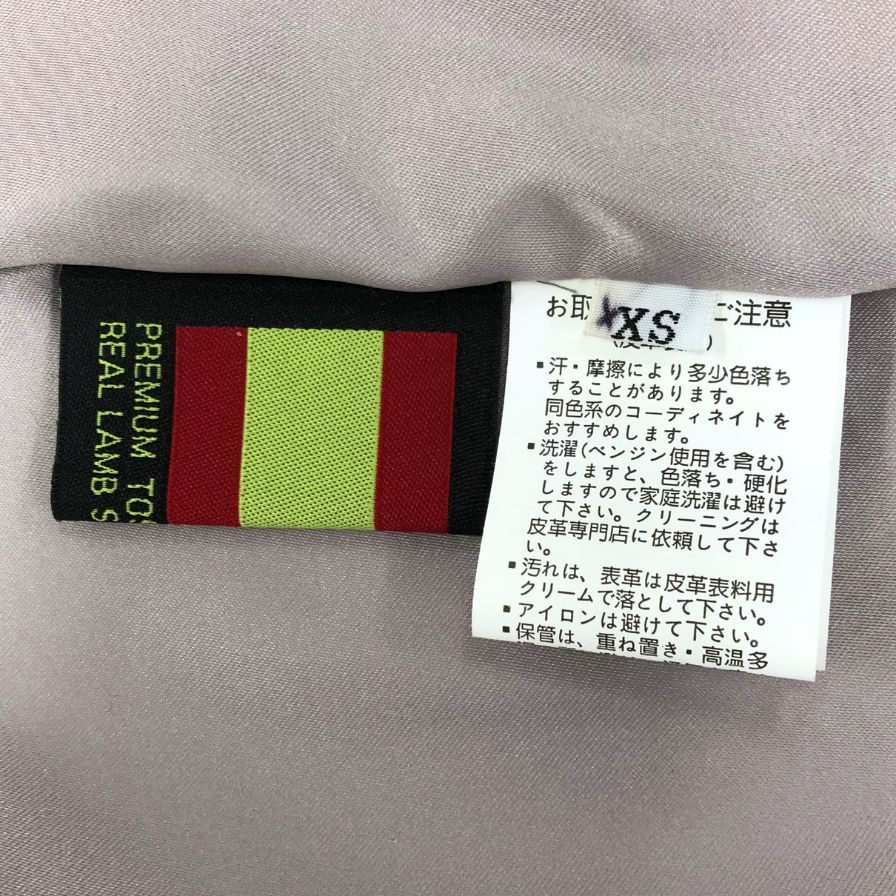 PREMIUM TOS
REAL LAMB S
XS
お取 ご注意
▪汗・摩擦により多少色落ち
することがあります。
同色系のコーディネイトを
おすすめします。
▪洗濯(ベンジン使用を含む)
をしますと、色落ち・硬化
しますので家庭洗濯は避け
て下さい。クリーニングは
皮革専門店に依頼して下さ
い。
▪汚れは、表革は皮革表料用
クリームで落として下さい。
▪アイロンは避けて下さい。
▪保管は、重ね置き・高温多